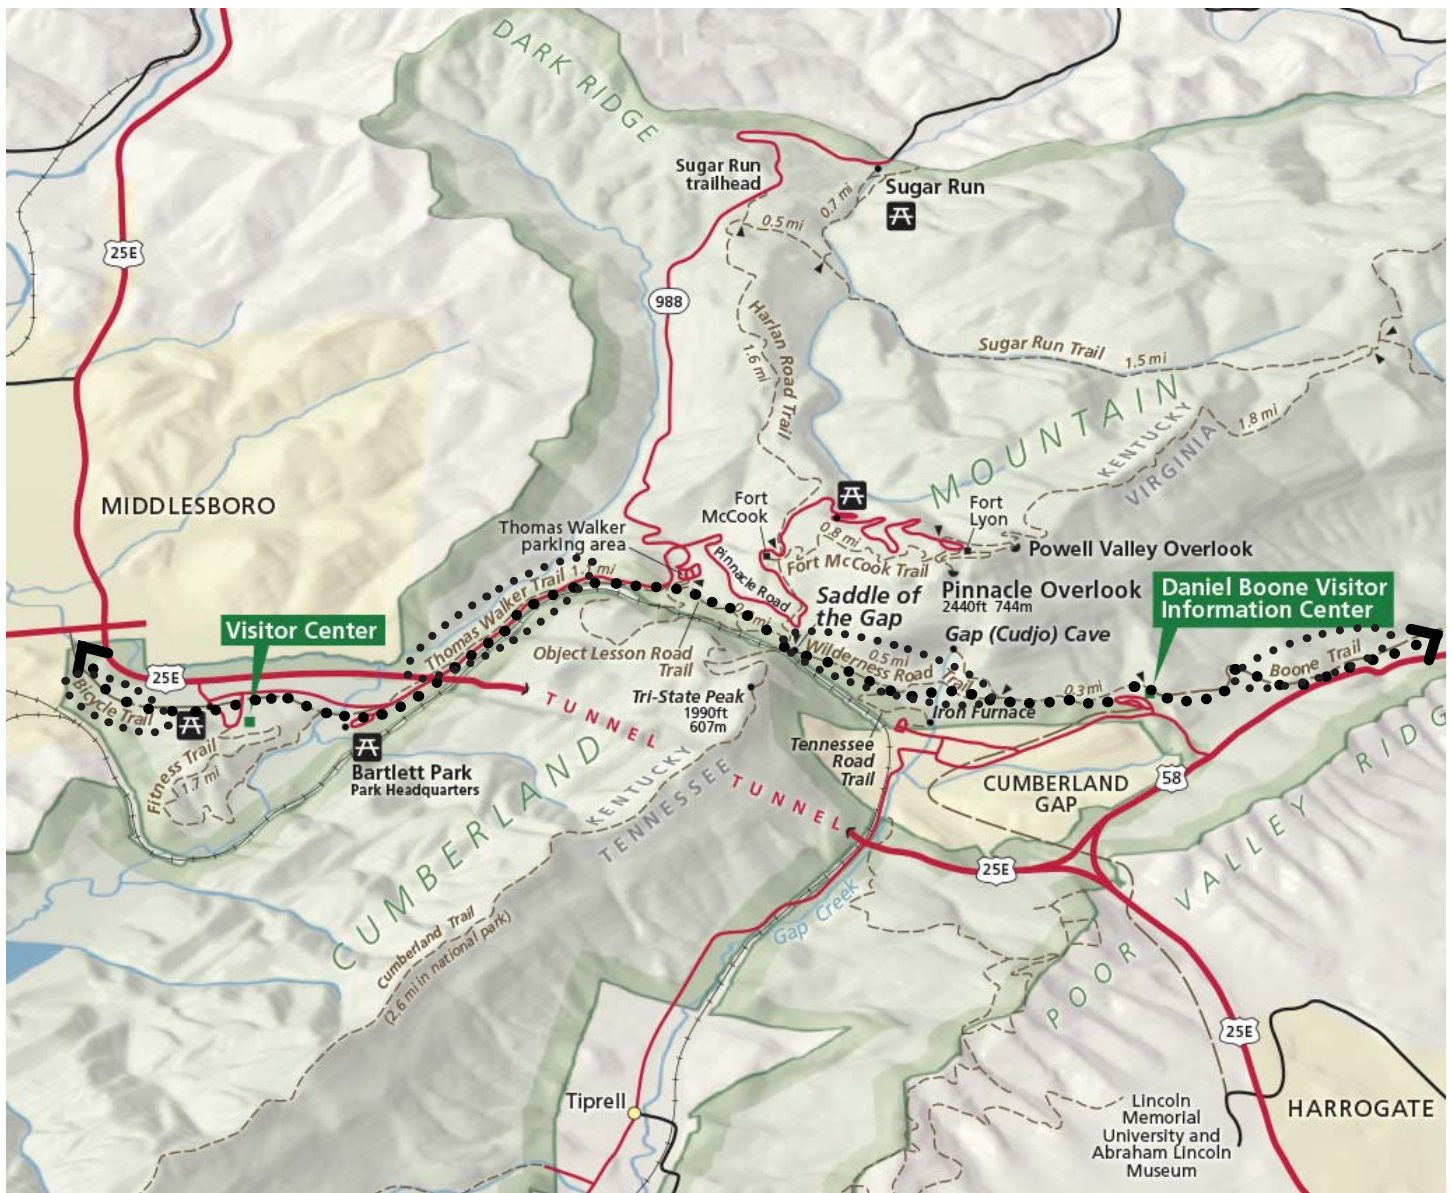 DARK RIDGE
Sugar Run
trailhead
0.7 mi
Sugar Run
0.5 mi
25E
988
Harlan Road Trail
1.6 mi
Sugar Run Trail
1.5 mi
MOUNTAIN
KENTUCKY
VIRGINIA
1.8 mi
MIDDLESBORO
Fort
McCook
Fort
Lyon
Thomas Walker
parking area
0.8 mi
Pinnacle Road
Fort McCook Trail
Powell Valley Overlook
Pinnacle Overlook
2440ft 744m
Saddle of
the Gap
Daniel Boone Visitor
Information Center
Thomas Walker Trail
mi
mi
Gap (Cudjo) Cave
Visitor Center
Object Lesson Road
Trail
Wilderness Road
Trail
0.5 mi
Boone Trail
25E
Bicycle Trail
Tri-State Peak
1990ft
607m
0.3mi
Iron Furnace
TUNNEL
Fitness Trail
1.7 mi
Bartlett Park
Park Headquarters
Tennessee
Road
Trail
CUMBERLAND
GAP
58
KENTUCKY
TENNESSEE
TUNNEL
CUMBERLAND
25E
POOR VALLEY RIDG
Gap Creek
Cumberland Trail
(2.6 mi in national park)
25E
Tiprell
Lincoln
Memorial
University and
Abraham Lincoln
Museum
HARROGATE